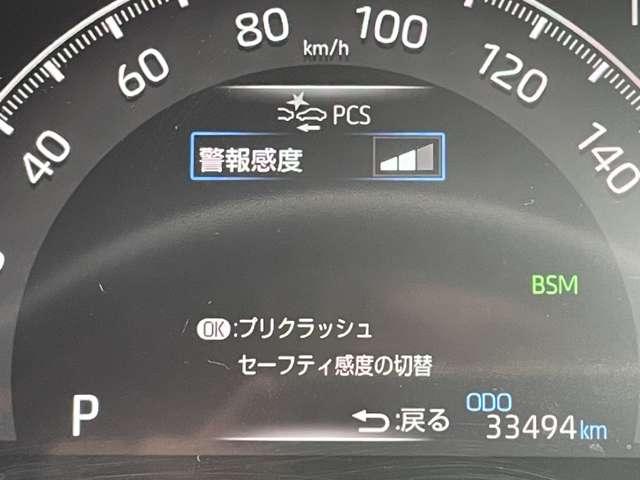 80
100
km/h
60
120
40
140
PCS
警報感度
BSM
OK:プリクラッシュ
セーフティ感度の切替
P
:戻る
ODO
33494km